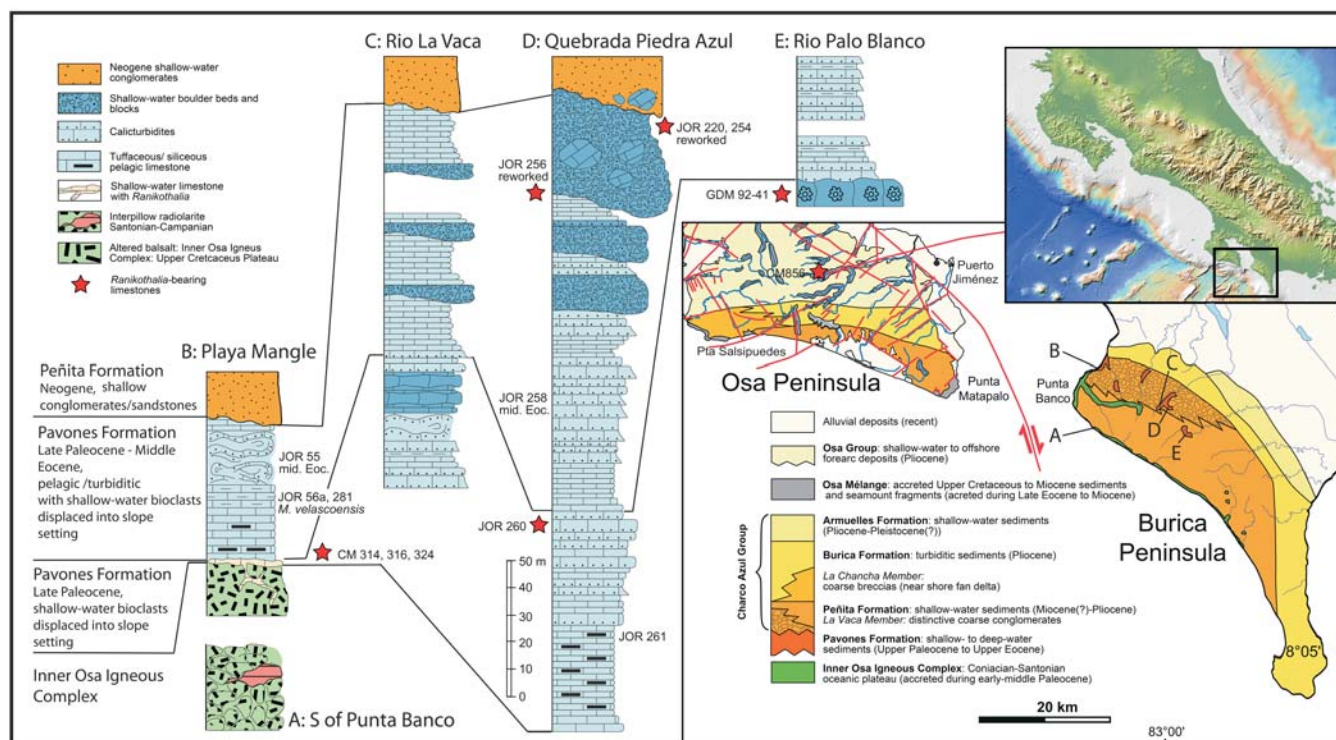 C: Rio La Vaca
D: Quebrada Piedra Azul
E: Rio Palo Blanco
Neogene shallow-water
conglomerates
Shallow-water boulder beds and
blocks
Calciturbidites
Tuffaceous/ siliceous
pelagic limestone
Shallow-water limestone
with Ranikothalia
Interpillow radiolarite
Santonian-Campanian
Altered balsalt: Inner Osa Igneus
Complex: Upper Cretceous Plateau
Ranikothalia-bearing
limestones
B: Playa Mangle
Peñita Formation
Neogene, shallow
conglomerates/sandstones
Pavones Formation
Late Paleocene - Middle
Eocene,
pelagic /turbiditic
with shallow-water bioclasts
displaced into slope
setting
Pavones Formation
Late Paleocene,
shallow-water bioclasts
displaced into slope
setting
Inner Osa Igneous
Complex
A: S of Punta Banco
JOR 55
mid. Eoc.
JOR 56a, 281
M. velascoensis
CM 314, 316, 324
JOR 256
reworked
JOR 220, 254
reworked
JOR 258
mid. Eoc.
JOR 260
JOR 261
50 m
40
30
20
10
0
GDM 92-41
CM856
Puerto
Jiménez
Pta Salsipuedes
Osa Peninsula
Punta
Matapalo
Alluvial deposits (recent)
Osa Group: shallow-water to offshore
forearc deposits (Pliocene)
Osa Mélange: accreted Upper Cretaceous to Miocene sediments
and seamount fragments (acreted during Late Eocene to Miocene)
Charco Azul Group
Armuelles Formation: shallow-water sediments
(Pliocene-Pleistocene(?))
Burica Formation: turbiditic sediments (Pliocene)
La Chancha Member:
coarse breccias (near shore fan delta)
Peñita Formation: shallow-water sediments (Miocene(?)-Pliocene)
La Vaca Member: distinctive coarse conglomerates
Pavones Formation: shallow- to deep-water
sediments (Upper Paleocene to Upper Eocene)
Inner Osa Igneous Complex: Coniacian-Santonian
oceanic plateau (accreted during early-middle Paleocene)
20 km
B
C
Punta
Banco
A
D
E
Burica
Peninsula
8°05'
83°00'